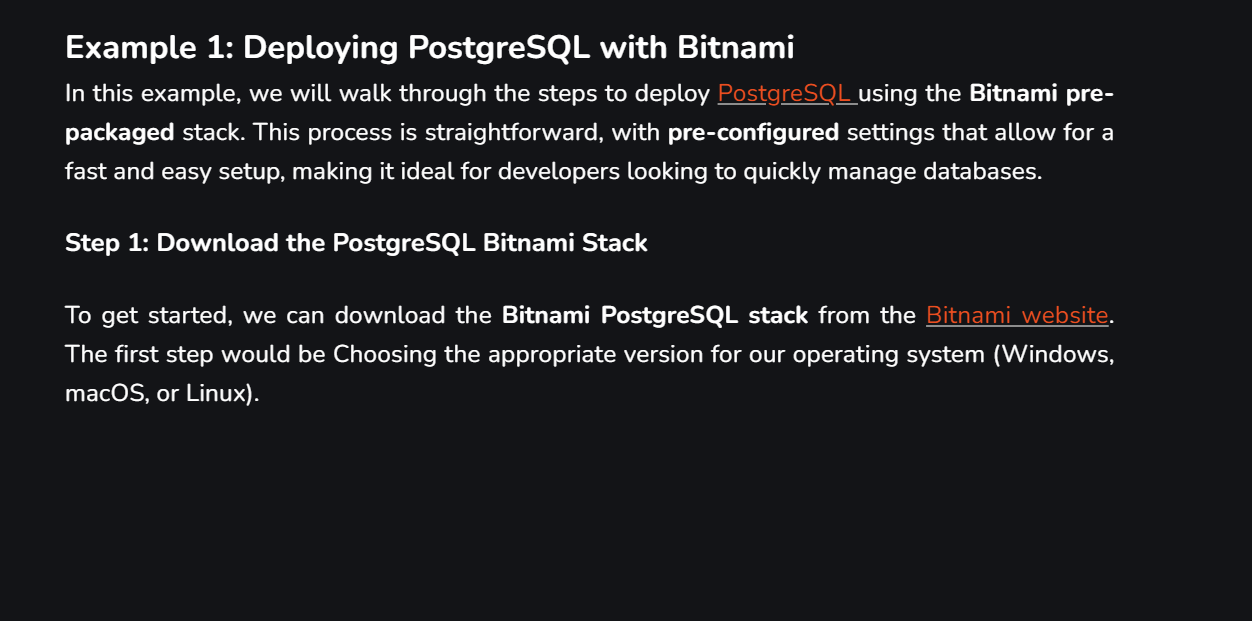 Example 1: Deploying PostgreSQL with Bitnami
In this example, we will walk through the steps to deploy PostgreSQL using the Bitnami pre-
packaged stack. This process is straightforward, with pre-configured settings that allow for a
fast and easy setup, making it ideal for developers looking to quickly manage databases.
Step 1: Download the PostgreSQL Bitnami Stack
To get started, we can download the Bitnami PostgreSQL stack from the Bitnami website.
The first step would be Choosing the appropriate version for our operating system (Windows,
macOS, or Linux).